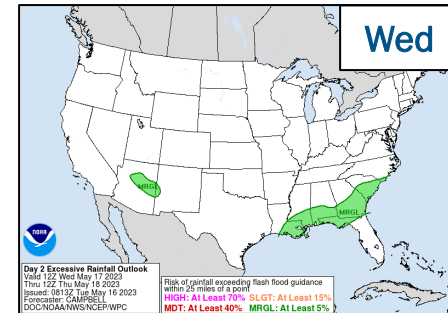 Wed
MRGL
MRGL
NOAA
Day 2 Excessive Rainfall Outlook
Valid 12Z Wed May 17 2023
Thru 12Z Thu May 18 2023
Issued: 0813Z Tue May 16 2023
Forecaster: CAMPBELL
DOC/NOAA/NWS/NCEP/WPC
Risk of rainfall exceeding flash flood guidance
within 25 miles of a point
HIGH: At Least 70% SLGT: At Least 15%
MDT: At Least 40% MRGL: At Least 5%